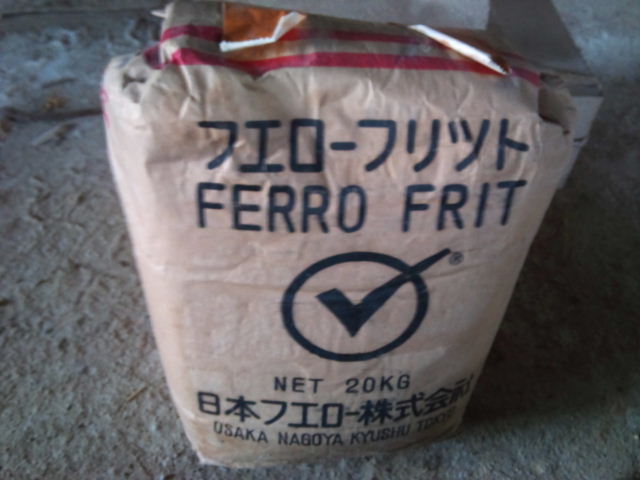 フエローフリツト
FERRO FRIT
®
NET 20KG
日本フエロー株式会社
OSAKA NAGOYA KYUSHU TOKYO